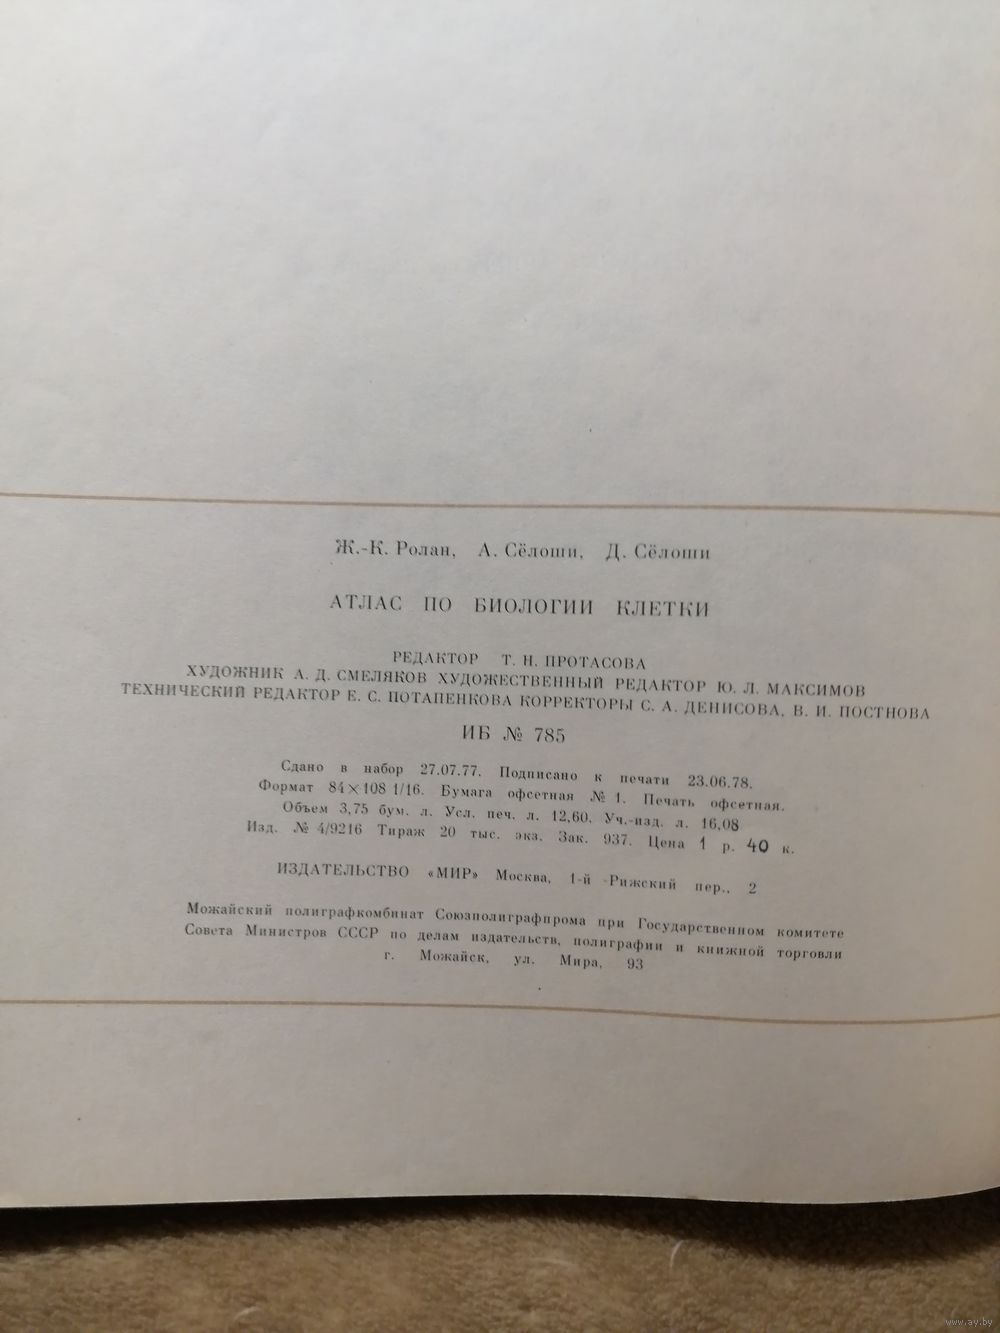 Ж.-К. Ролан, А. Сёлоши, Д. Сёлоши
АТЛАС ПО БИОЛОГИИ КЛЕТКИ
РЕДАКТОР Т. Н. ПРОТАСОВА
ХУДОЖНИК А. Д. СМЕЛЯКОВ ХУДОЖЕСТВЕННЫЙ РЕДАКТОР Ю. Л. МАКСИМОВ
ТЕХНИЧЕСКИЙ РЕДАКТОР Е. С. ПОТАПЕНКОВА КОРРЕКТОРЫ С. А. ДЕНИСОВА, В. И. ПОСТНОВА
ИБ № 785
Сдано в набор 27.07.77. Подписано к печати 23.06.78.
Формат 84×108 1/16. Бумага офсетная № 1. Печать офсетная.
Объем 3,75 бум. л. Усл. печ. л. 12,60. Уч.-изд. л. 16,08
Изд. № 4/9216 Тираж 20 тыс. экз. Зак. 937. Цена 1 р. 40 к.
ИЗДАТЕЛЬСТВО «МИР» Москва, 1-й Рижский пер., 2
Можайский полиграфкомбинат Союзполиграфпрома при Государственном комитете
Совета Министров СССР по делам издательств, полиграфии и книжной торговли
г. Можайск, ул. Мира, 93
www.ay.by